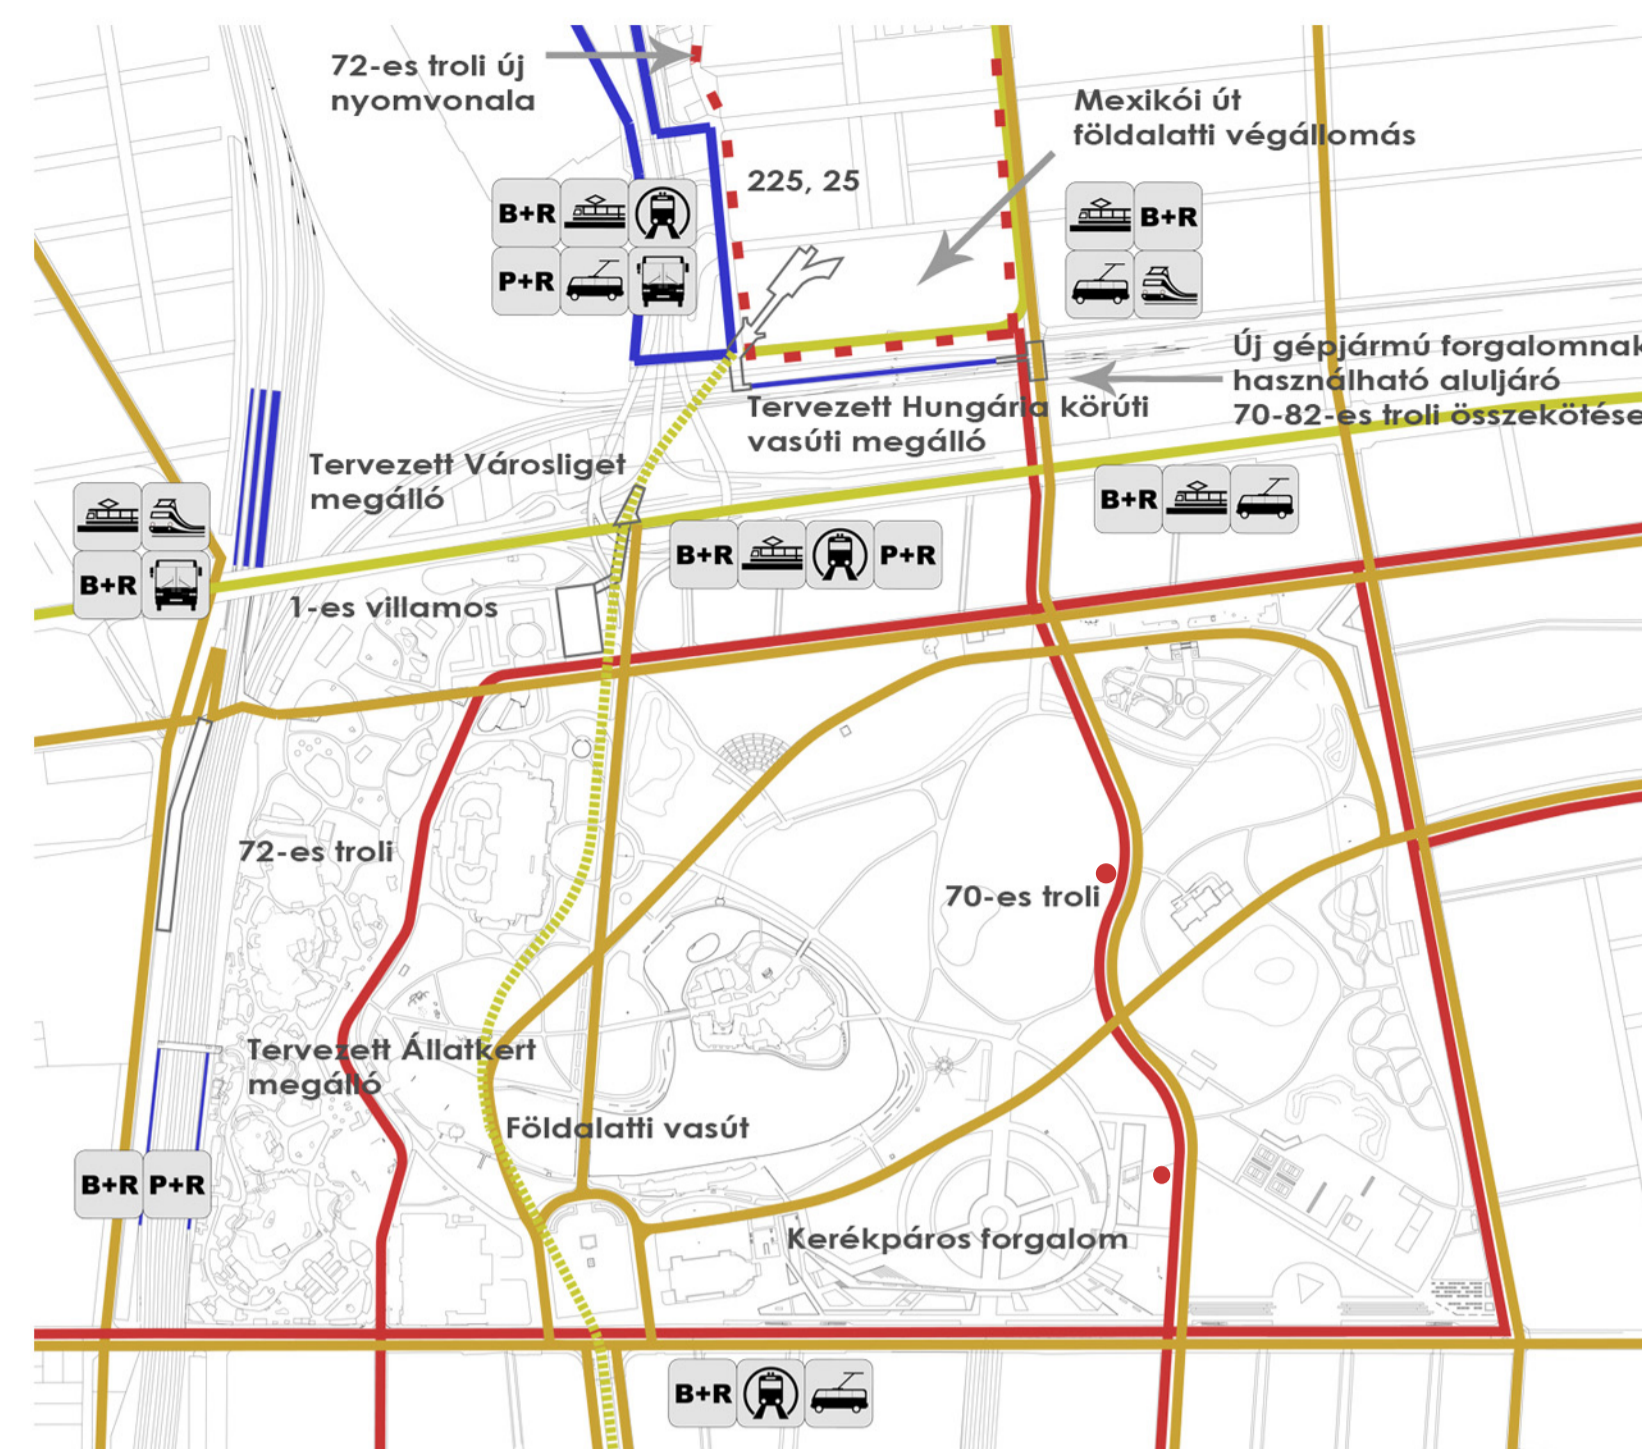 72-es troli új
nyomvonala
Mexikói út
földalatti végállomás
225, 25
B+R
P+R
B+R
Új gépjármű forgalomnak
használható aluljáró
70-82-es troli összekötése
Tervezett Hungária körúti
vasúti megálló
Tervezett Városliget
megálló
B+R
B+R
P+R
B+R
1-es villamos
72-es troli
70-es troli
Tervezett Állatkert
megálló
Földalatti vasút
B+R P+R
Kerékpáros forgalom
B+R